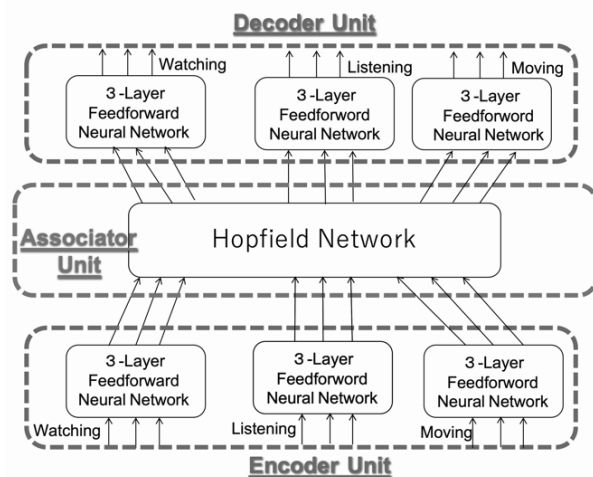 Decoder Unit
Watching
Listening
Moving
3-Layer
Feedforward
Neural Network
3-Layer
Feedforword
Neural Network
3-Layer
Feedforword
Neural Network
Associator
Unit
Hopfield Network
3-Layer
Feedforward
Neural Network
3-Layer
Feedforword
Neural Network
3-Layer
Feedforword
Neural Network
Watching
Listening
Moving
Encoder Unit